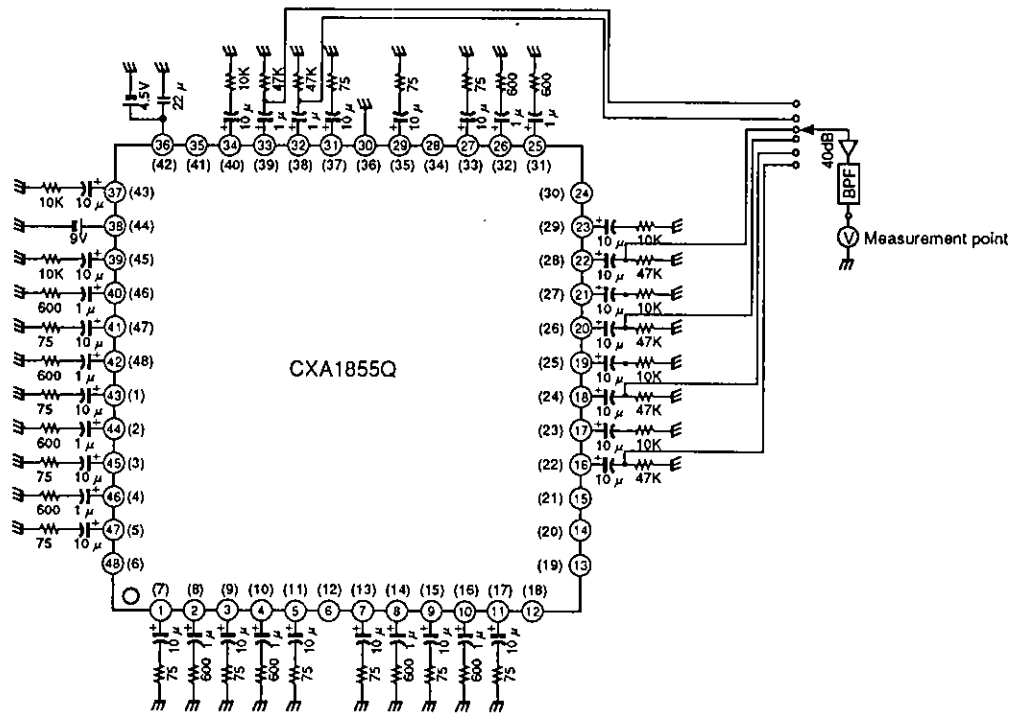 10K 47K 47K 75 75 75 600 600
4.5V 22 μ 10 μ 1 μ 1 μ 10 μ 10 μ 10 μ 1 μ 1 μ
36 35 34 33 32 31 30 29 28 27 26 25
(42) (41) (40) (39) (38) (37) (36) (35) (34) (33) (32) (31)
40dB
BPF
V Measurement point
37 (43)
10K 10 μ
38 (44)
9V
39 (45)
10K 10 μ
40 (46)
600 1 μ
41 (47)
75 10 μ
42 (48)
600 1 μ
43 (1)
75 10 μ
44 (2)
600 1 μ
45 (3)
75 10 μ
46 (4)
600 1 μ
47 (5)
75 10 μ
48 (6)
CXA1855Q
(30) 24
(29) 23
10 μ 10K
(28) 22
10 μ 47K
(27) 21
10 μ 10K
(26) 20
10 μ 47K
(25) 19
10 μ 10K
(24) 18
10 μ 47K
(23) 17
10 μ 10K
(22) 16
10 μ 47K
(21) 15
(20) 14
(19) 13
(7) (8) (9) (10) (11) (12) (13) (14) (15) (16) (17) (18)
1 2 3 4 5 6 7 8 9 10 11 12
10 μ 1 μ 10 μ 1 μ 10 μ 10 μ 1 μ 10 μ 1 μ 10 μ
75 600 75 600 75 75 600 75 600 75